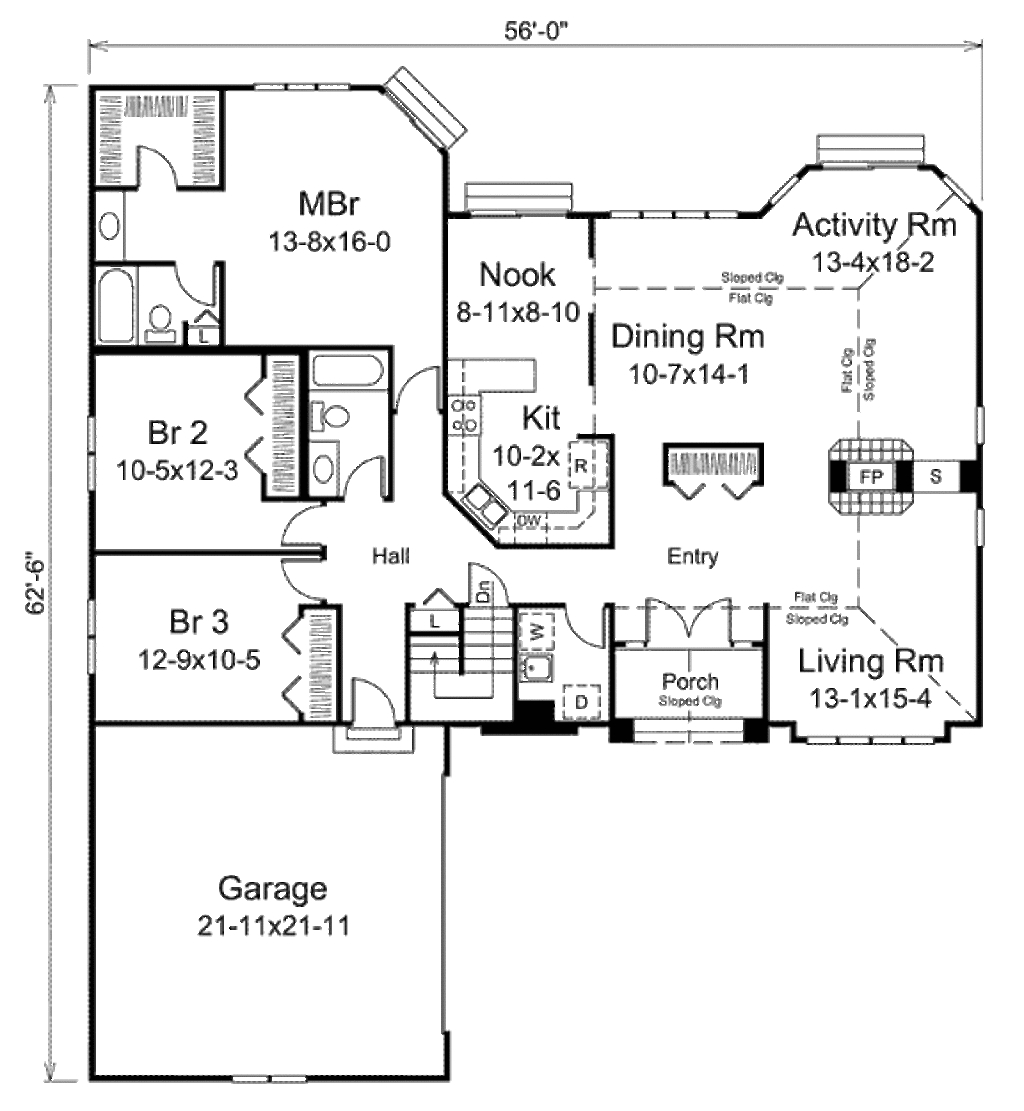 56'-0"
62'-6"
MBr
13-8x16-0
Activity Rm
13-4x18-2
Nook
8-11x8-10
Sloped Clg
Flat Clg
Dining Rm
10-7x14-1
Flat Clg
Sloped Clg
L
Br 2
10-5x12-3
Kit
10-2x
11-6
R
DW
FP
S
Hall
Entry
Dn
Flat Clg
Sloped Clg
Br 3
12-9x10-5
L
W
D
Porch
Sloped Clg
Living Rm
13-1x15-4
Garage
21-11x21-11